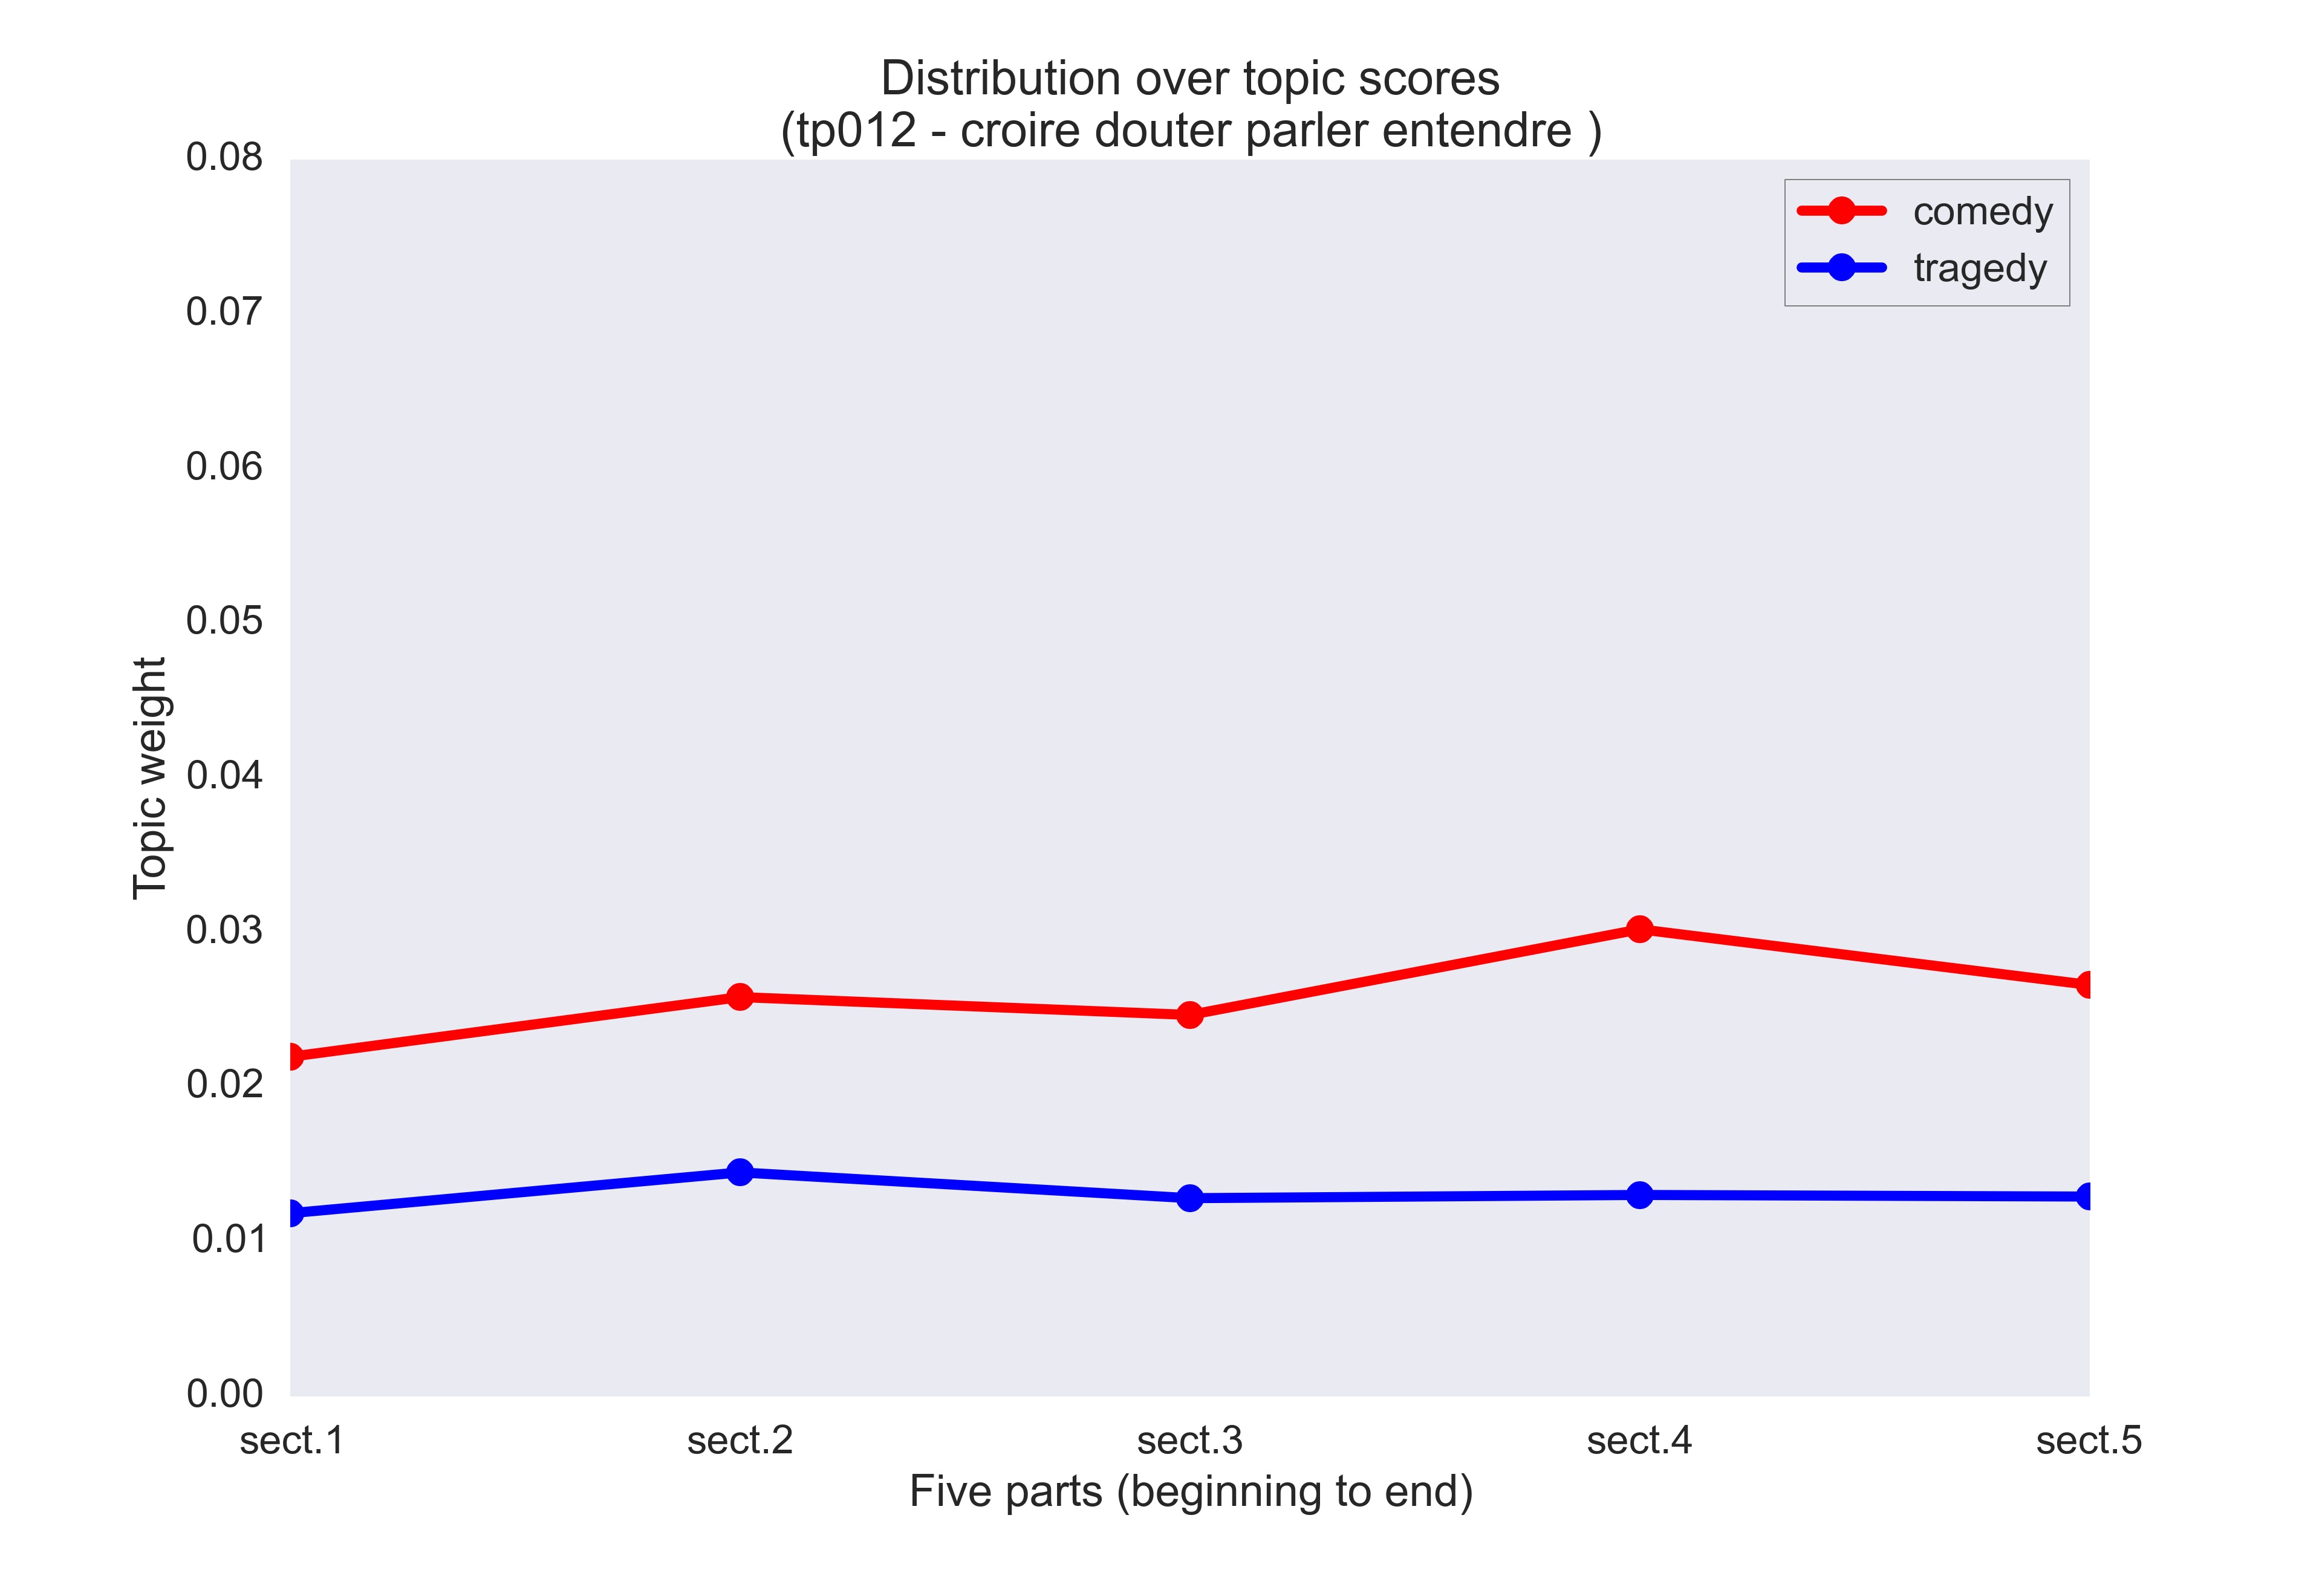 Distribution over topic scores
(tp012 - croire douter parler entendre )
0.08
0.07
0.06
0.05
0.04
0.03
0.02
0.01
0.00
Topic weight
comedy
tragedy
sect.1
sect.2
sect.3
sect.4
sect.5
Five parts (beginning to end)